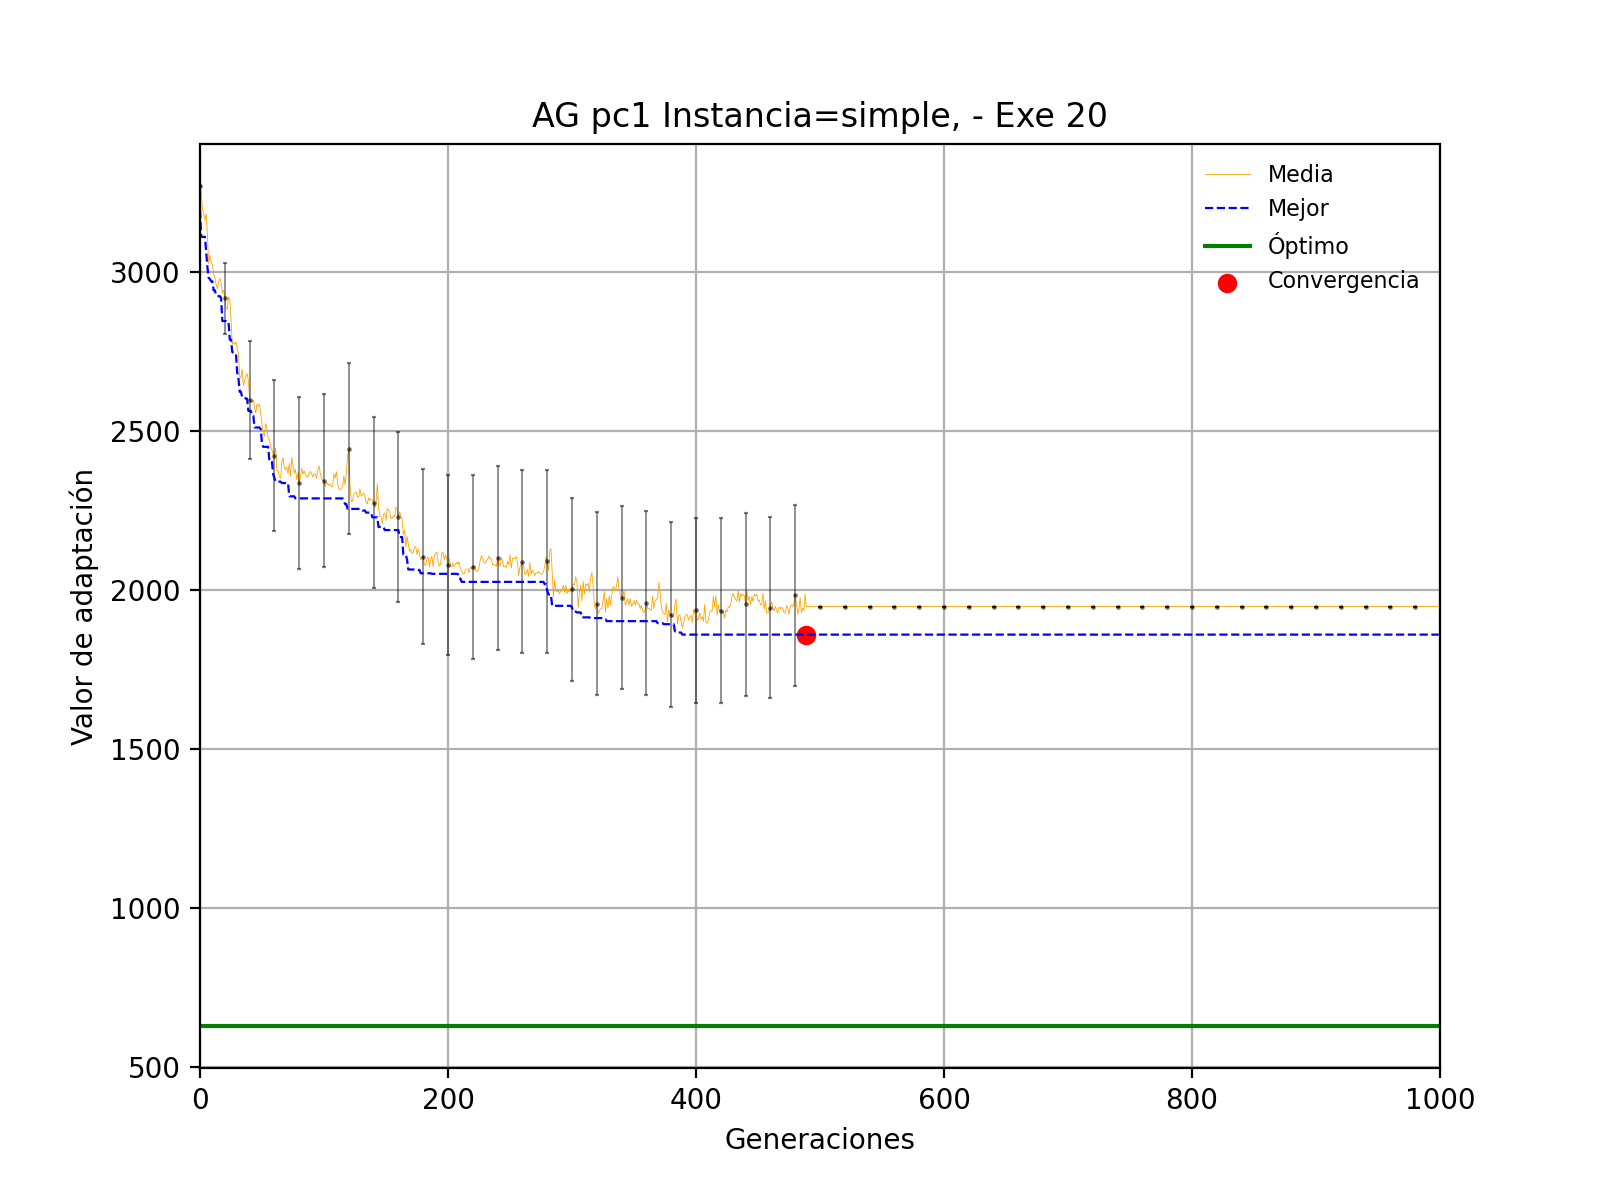 AG pc1 Instancia=simple, - Exe 20
Media
Mejor
Óptimo
Convergencia
3000
2500
2000
1500
1000
500
Valor de adaptación
0 200 400 600 800 1000
Generaciones